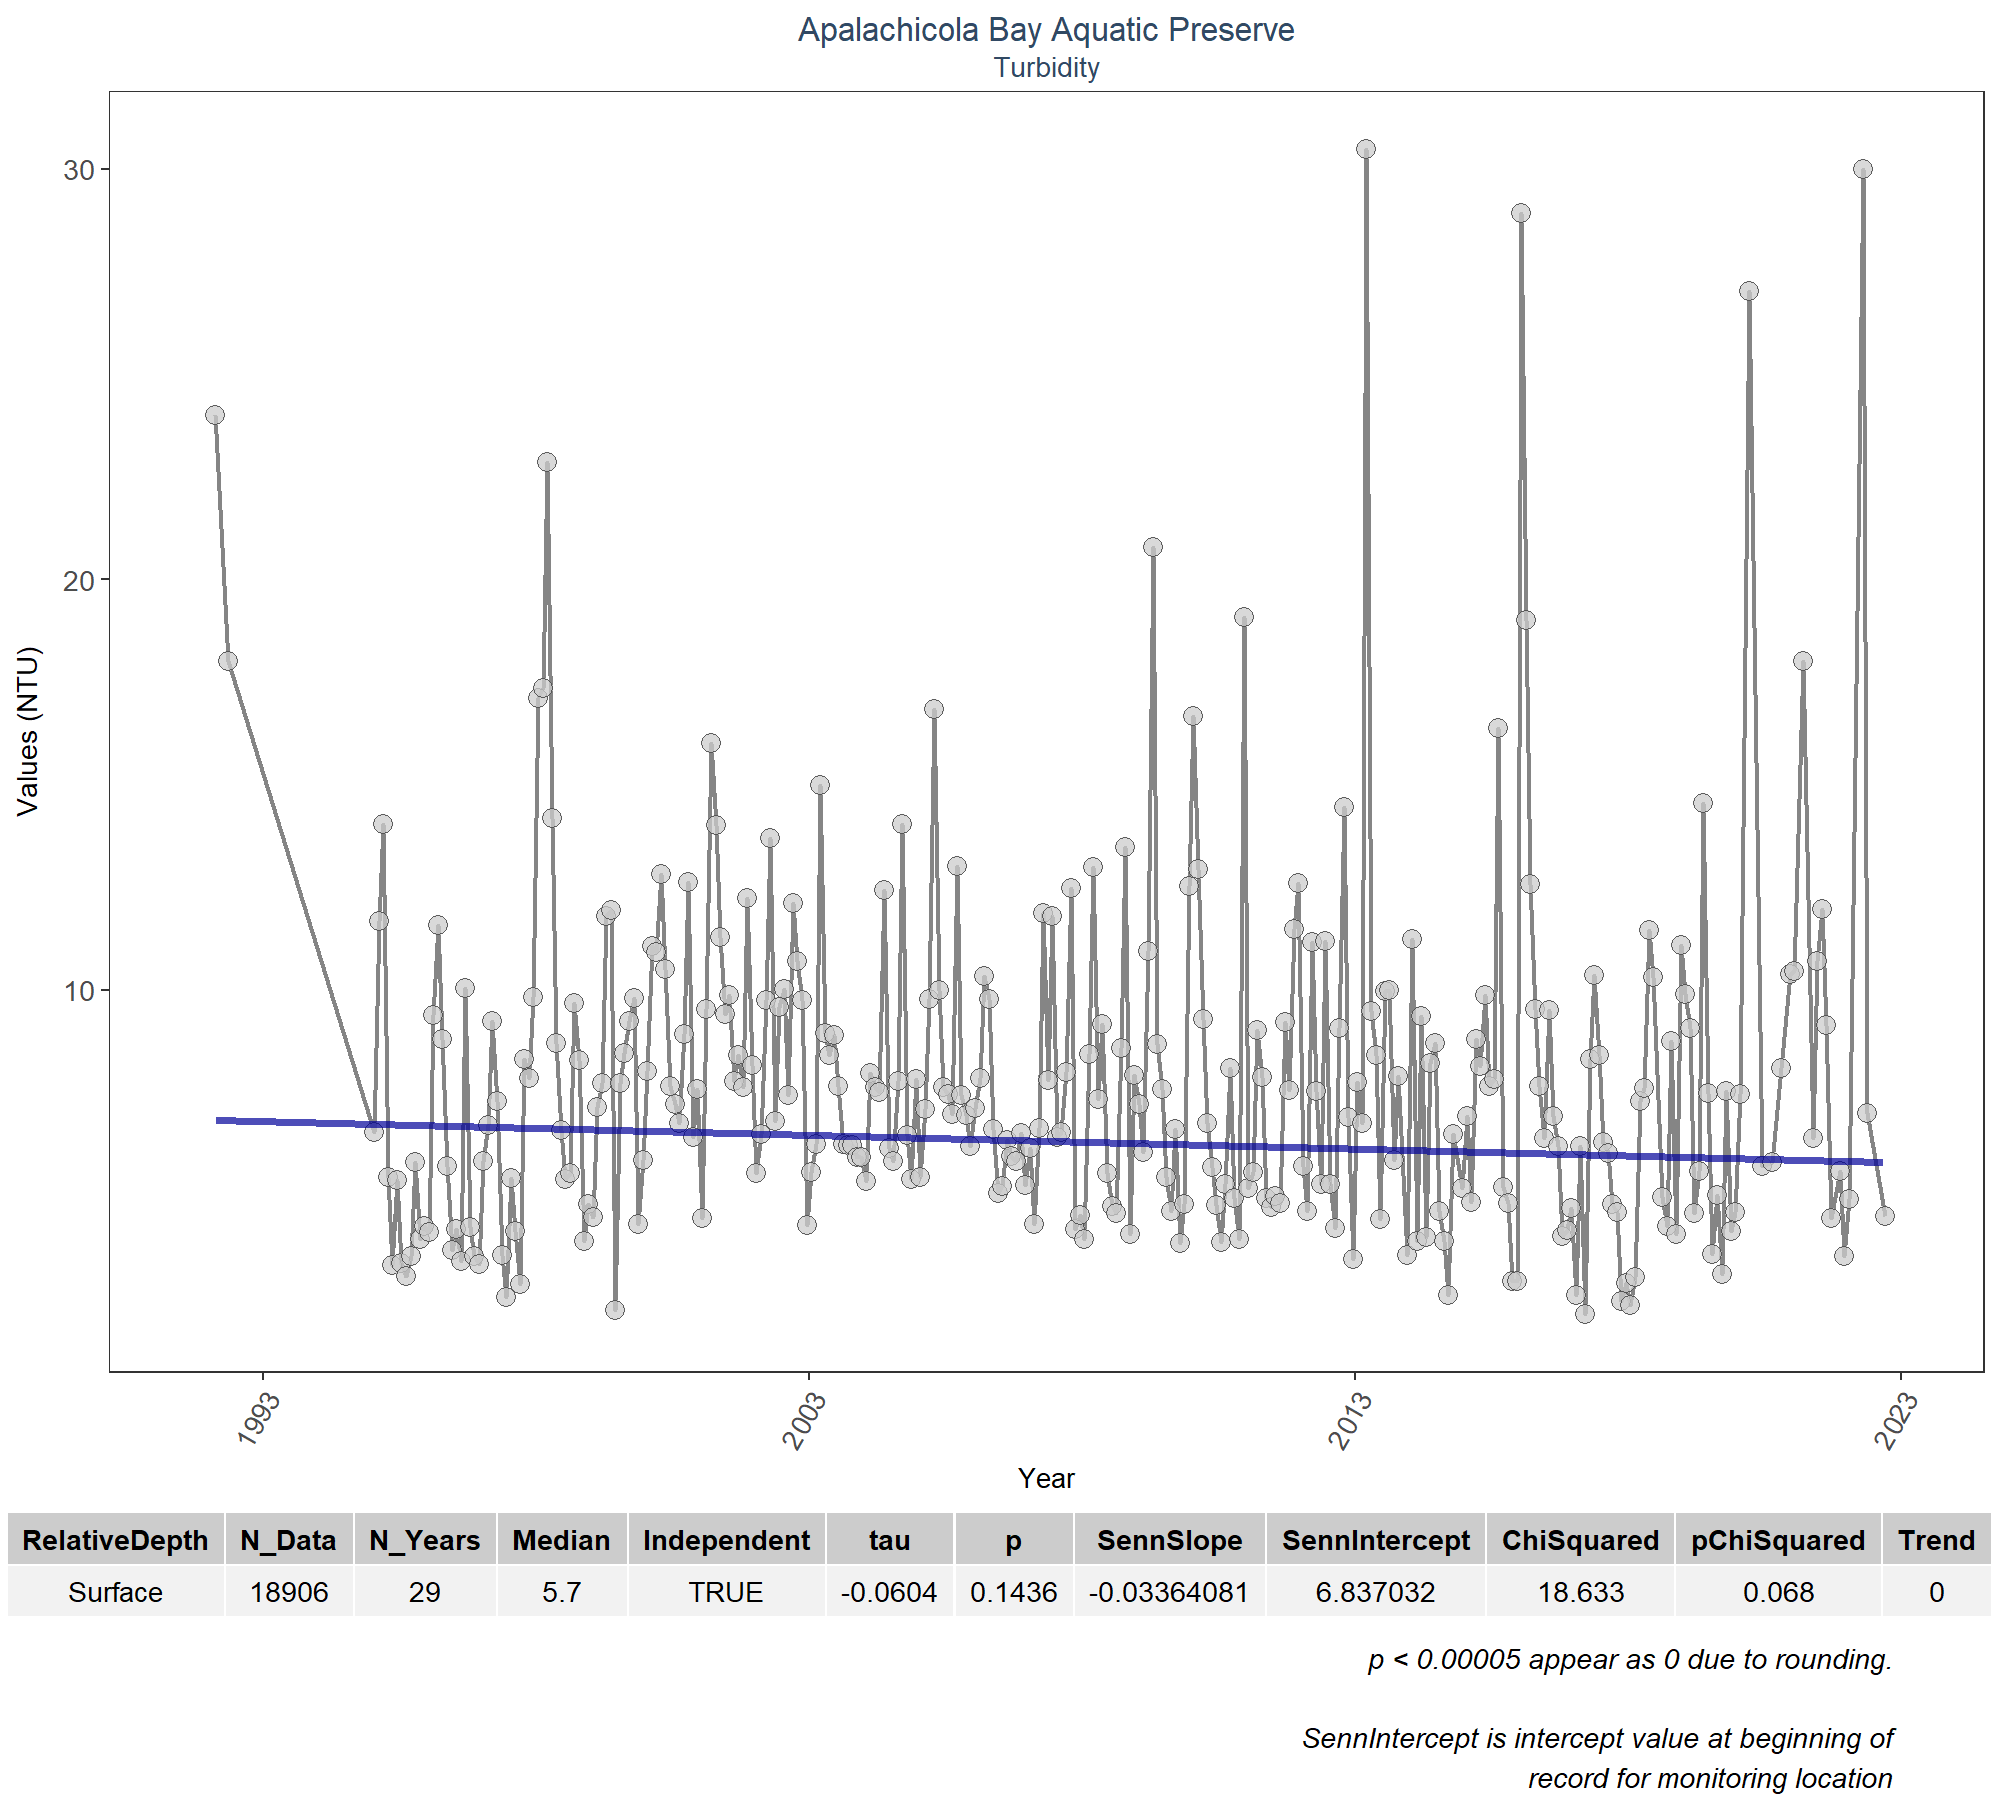 Apalachicola Bay Aquatic Preserve
Turbidity
30
20
10
Values (NTU)
1993
2003
2013
2023
Year
RelativeDepth N_Data N_Years Median Independent tau p SennSlope SennIntercept ChiSquared pChiSquared Trend
Surface 18906 29 5.7 TRUE -0.0604 0.1436 -0.03364081 6.837032 18.633 0.068 0
p < 0.00005 appear as 0 due to rounding.
SennIntercept is intercept value at beginning of
record for monitoring location